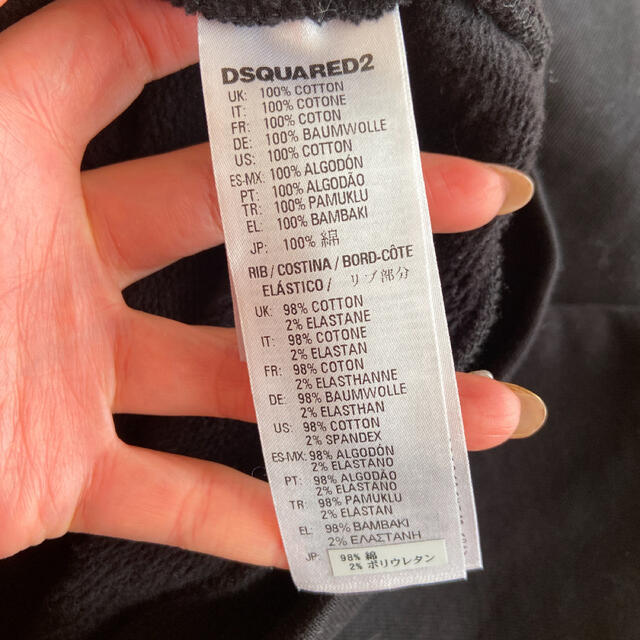 DSQUARED2
UK: 100% COTTON
IT: 100% COTONE
FR: 100% COTON
DE: 100% BAUMWOLLE
US: 100% COTTON
ES-MX: 100% ALGODÓN
PT: 100% ALGODÃO
TR: 100% PAMUKLU
EL: 100% BAMBAKI
JP: 100% 綿
RIB / COSTINA / BORD-CÔTE
ELÁSTICO / リブ部分
UK: 98% COTTON
2% ELASTANE
IT: 98% COTONE
2% ELASTAN
FR: 98% COTON
2% ELASTHANNE
DE: 98% BAUMWOLLE
2% ELASTHAN
US: 98% COTTON
2% SPANDEX
ES-MX: 98% ALGODÓN
2% ELASTANO
PT: 98% ALGODÃO
2% ELASTANO
TR: 98% PAMUKLU
2% ELASTAN
EL: 98% BAMBAKI
2% ΕΛΑΣΤΑΝΗ
JP: 98% 綿
2% ポリウレタン